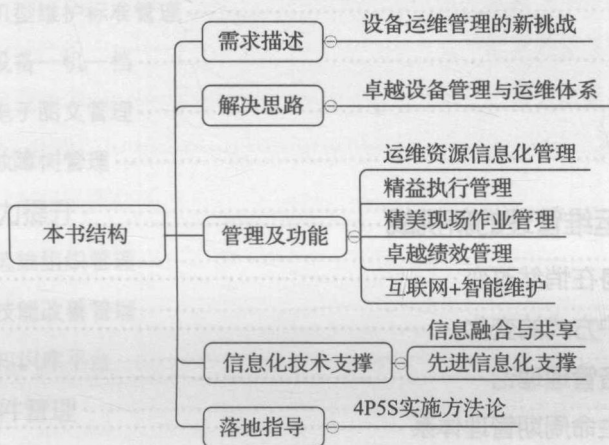 需求描述
设备运维管理的新挑战
解决思路
卓越设备管理与运维体系
本书结构
管理及功能
运维资源信息化管理
精益执行管理
精美现场作业管理
卓越绩效管理
互联网+智能维护
信息化技术支撑
信息融合与共享
先进信息化支撑
落地指导
4P5S实施方法论